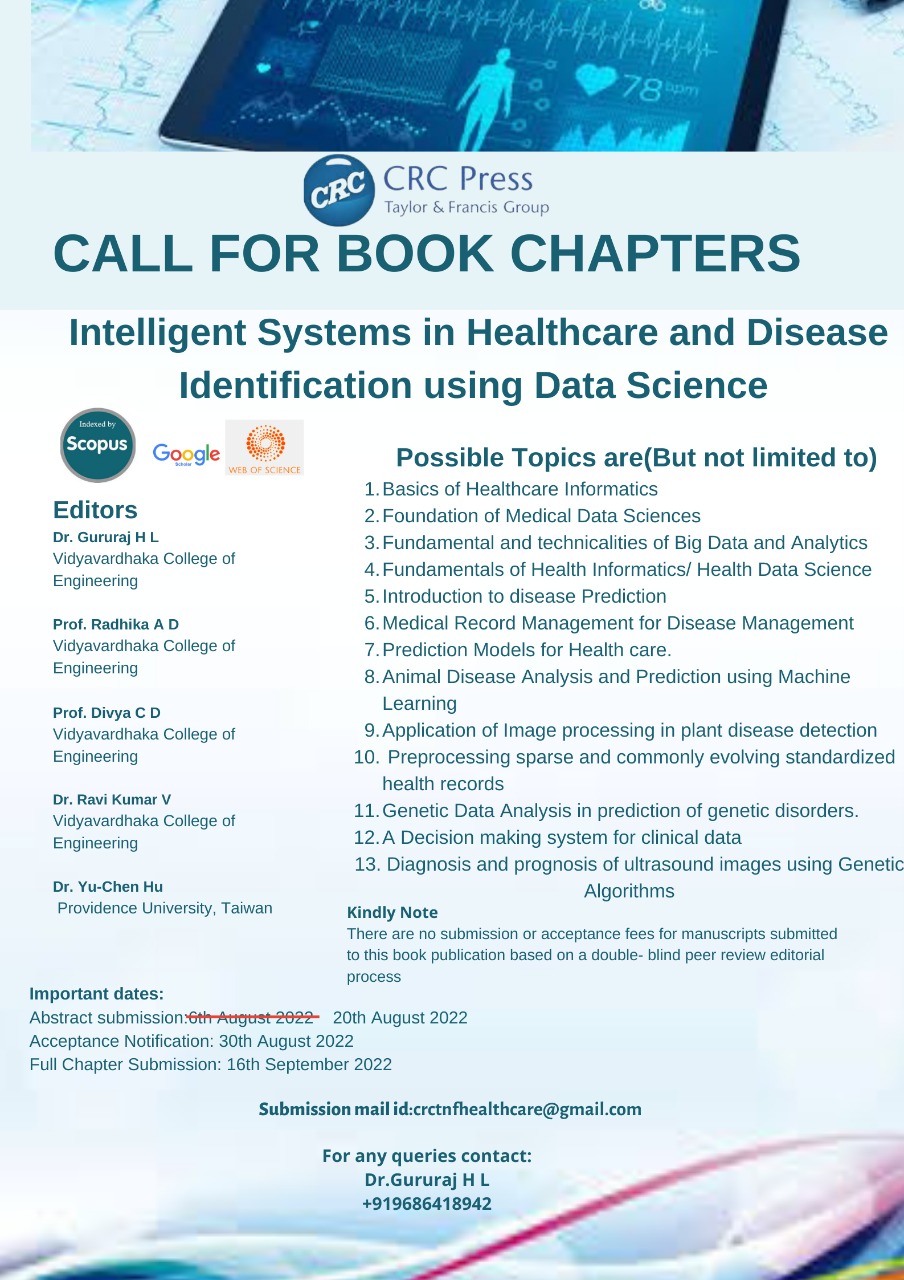 78 bpm
CRC
CRC Press
Taylor & Francis Group
CALL FOR BOOK CHAPTERS
Intelligent Systems in Healthcare and Disease
Identification using Data Science
Indexed by
Scopus
Google
Scholar
WEB OF SCIENCE
Editors
Dr. Gururaj H L
Vidyavardhaka College of
Engineering
Prof. Radhika A D
Vidyavardhaka College of
Engineering
Prof. Divya C D
Vidyavardhaka College of
Engineering
Dr. Ravi Kumar V
Vidyavardhaka College of
Engineering
Dr. Yu-Chen Hu
Providence University, Taiwan
Possible Topics are(But not limited to)
1. Basics of Healthcare Informatics
2. Foundation of Medical Data Sciences
3. Fundamental and technicalities of Big Data and Analytics
4. Fundamentals of Health Informatics/ Health Data Science
5. Introduction to disease Prediction
6. Medical Record Management for Disease Management
7. Prediction Models for Health care.
8. Animal Disease Analysis and Prediction using Machine
Learning
9. Application of Image processing in plant disease detection
10. Preprocessing sparse and commonly evolving standardized
health records
11. Genetic Data Analysis in prediction of genetic disorders.
12. A Decision making system for clinical data
13. Diagnosis and prognosis of ultrasound images using Genetic
Algorithms
Kindly Note
There are no submission or acceptance fees for manuscripts submitted
to this book publication based on a double- blind peer review editorial
process
Important dates:
Abstract submission:6th August 2022 20th August 2022
Acceptance Notification: 30th August 2022
Full Chapter Submission: 16th September 2022
Submission mail id:crctnfhealthcare@gmail.com
For any queries contact:
Dr.Gururaj H L
+919686418942